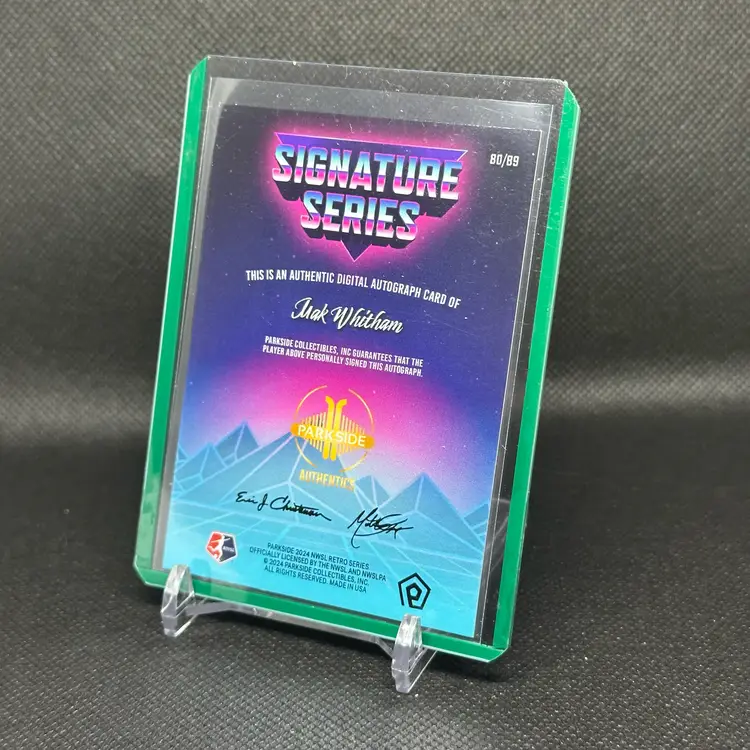 80/89
SIGNATURE
SERIES
THIS IS AN AUTHENTIC DIGITAL AUTOGRAPH CARD OF
Mak Whitham
PARKSIDE COLLECTIBLES, INC GUARANTEES THAT THE
PLAYER ABOVE PERSONALLY SIGNED THIS AUTOGRAPH.
PARKSIDE
AUTHENTICS
PARKSIDE 2024 NWSL RETRO SERIES
OFFICIALLY LICENSED BY THE NWSL AND NWSLPA
© 2024 PARKSIDE COLLECTIBLES, INC.
ALL RIGHTS RESERVED. MADE IN USA